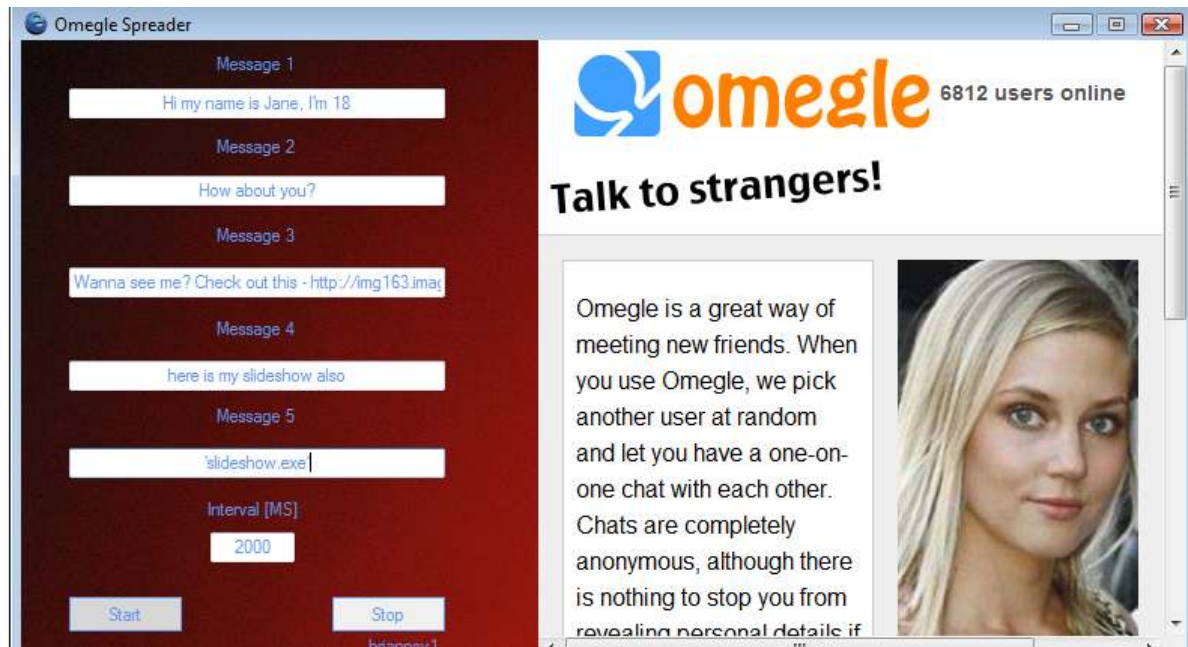 Omegle Spreader
Message 1
Hi my name is Jane, I'm 18
Message 2
How about you?
Message 3
Wanna see me? Check out this - http://img163.imag
Message 4
here is my slideshow also
Message 5
'slideshow.exe'
Interval [MS]
2000
Start
Stop
omegle
6812 users online
Talk to strangers!
Omegle is a great way of
meeting new friends. When
you use Omegle, we pick
another user at random
and let you have a one-on-
one chat with each other.
Chats are completely
anonymous, although there
is nothing to stop you from
revealing personal details if